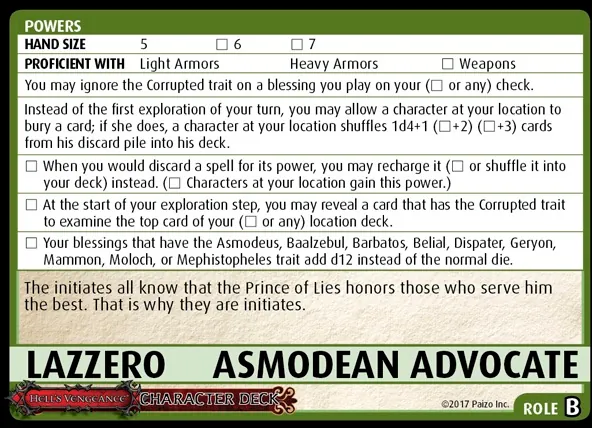 POWERS
HAND SIZE 5 □ 6 □ 7
PROFICIENT WITH Light Armors Heavy Armors □ Weapons
You may ignore the Corrupted trait on a blessing you play on your (□ or any) check.
Instead of the first exploration of your turn, you may allow a character at your location to
bury a card; if she does, a character at your location shuffles 1d4+1 (□+2) (□+3) cards
from his discard pile into his deck.
□ When you would discard a spell for its power, you may recharge it (□ or shuffle it into
your deck) instead. (□ Characters at your location gain this power.)
□ At the start of your exploration step, you may reveal a card that has the Corrupted trait
to examine the top card of your (□ or any) location deck.
□ Your blessings that have the Asmodeus, Baalzebul, Barbatos, Belial, Dispater, Geryon,
Mammon, Moloch, or Mephistopheles trait add d12 instead of the normal die.
The initiates all know that the Prince of Lies honors those who serve him
the best. That is why they are initiates.
LAZZERO ASMODEAN ADVOCATE
HELL'S VENGEANCE CHARACTER DECK
©2017 Paizo Inc. ROLE B